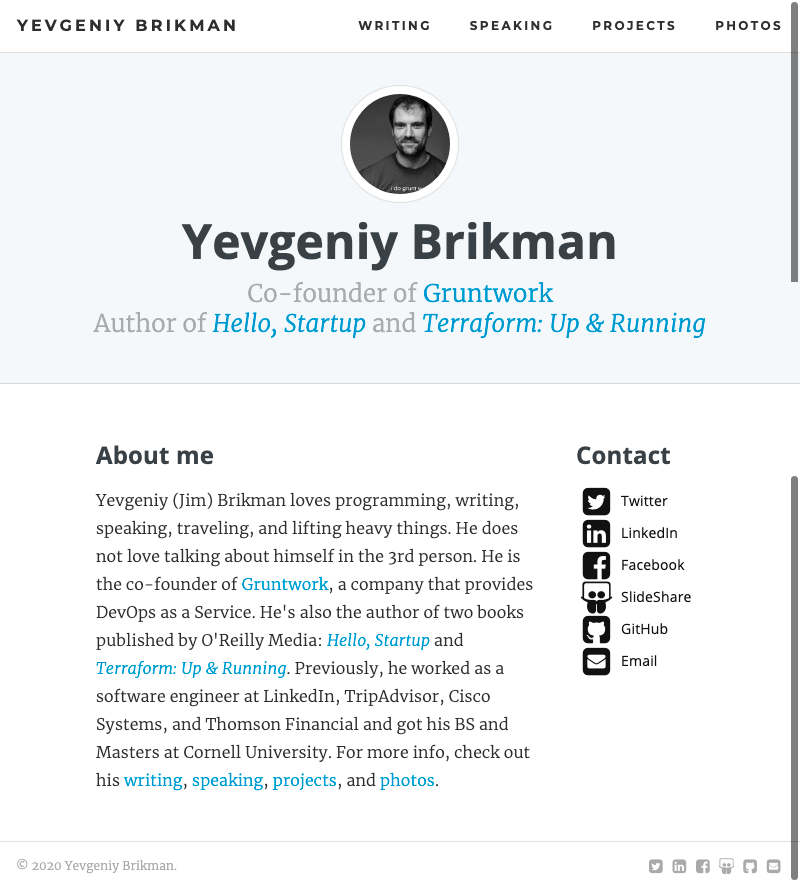 YEVGENIY BRIKMAN
WRITING
SPEAKING
PROJECTS
PHOTOS
i do grunt
Yevgeniy Brikman
Co-founder of Gruntwork
Author of Hello, Startup and Terraform: Up & Running
About me
Yevgeniy (Jim) Brikman loves programming, writing,
speaking, traveling, and lifting heavy things. He does
not love talking about himself in the 3rd person. He is
the co-founder of Gruntwork, a company that provides
DevOps as a Service. He's also the author of two books
published by O'Reilly Media: Hello, Startup and
Terraform: Up & Running. Previously, he worked as a
software engineer at LinkedIn, TripAdvisor, Cisco
Systems, and Thomson Financial and got his BS and
Masters at Cornell University. For more info, check out
his writing, speaking, projects, and photos.
Contact
Twitter
LinkedIn
Facebook
SlideShare
GitHub
Email
© 2020 Yevgeniy Brikman.